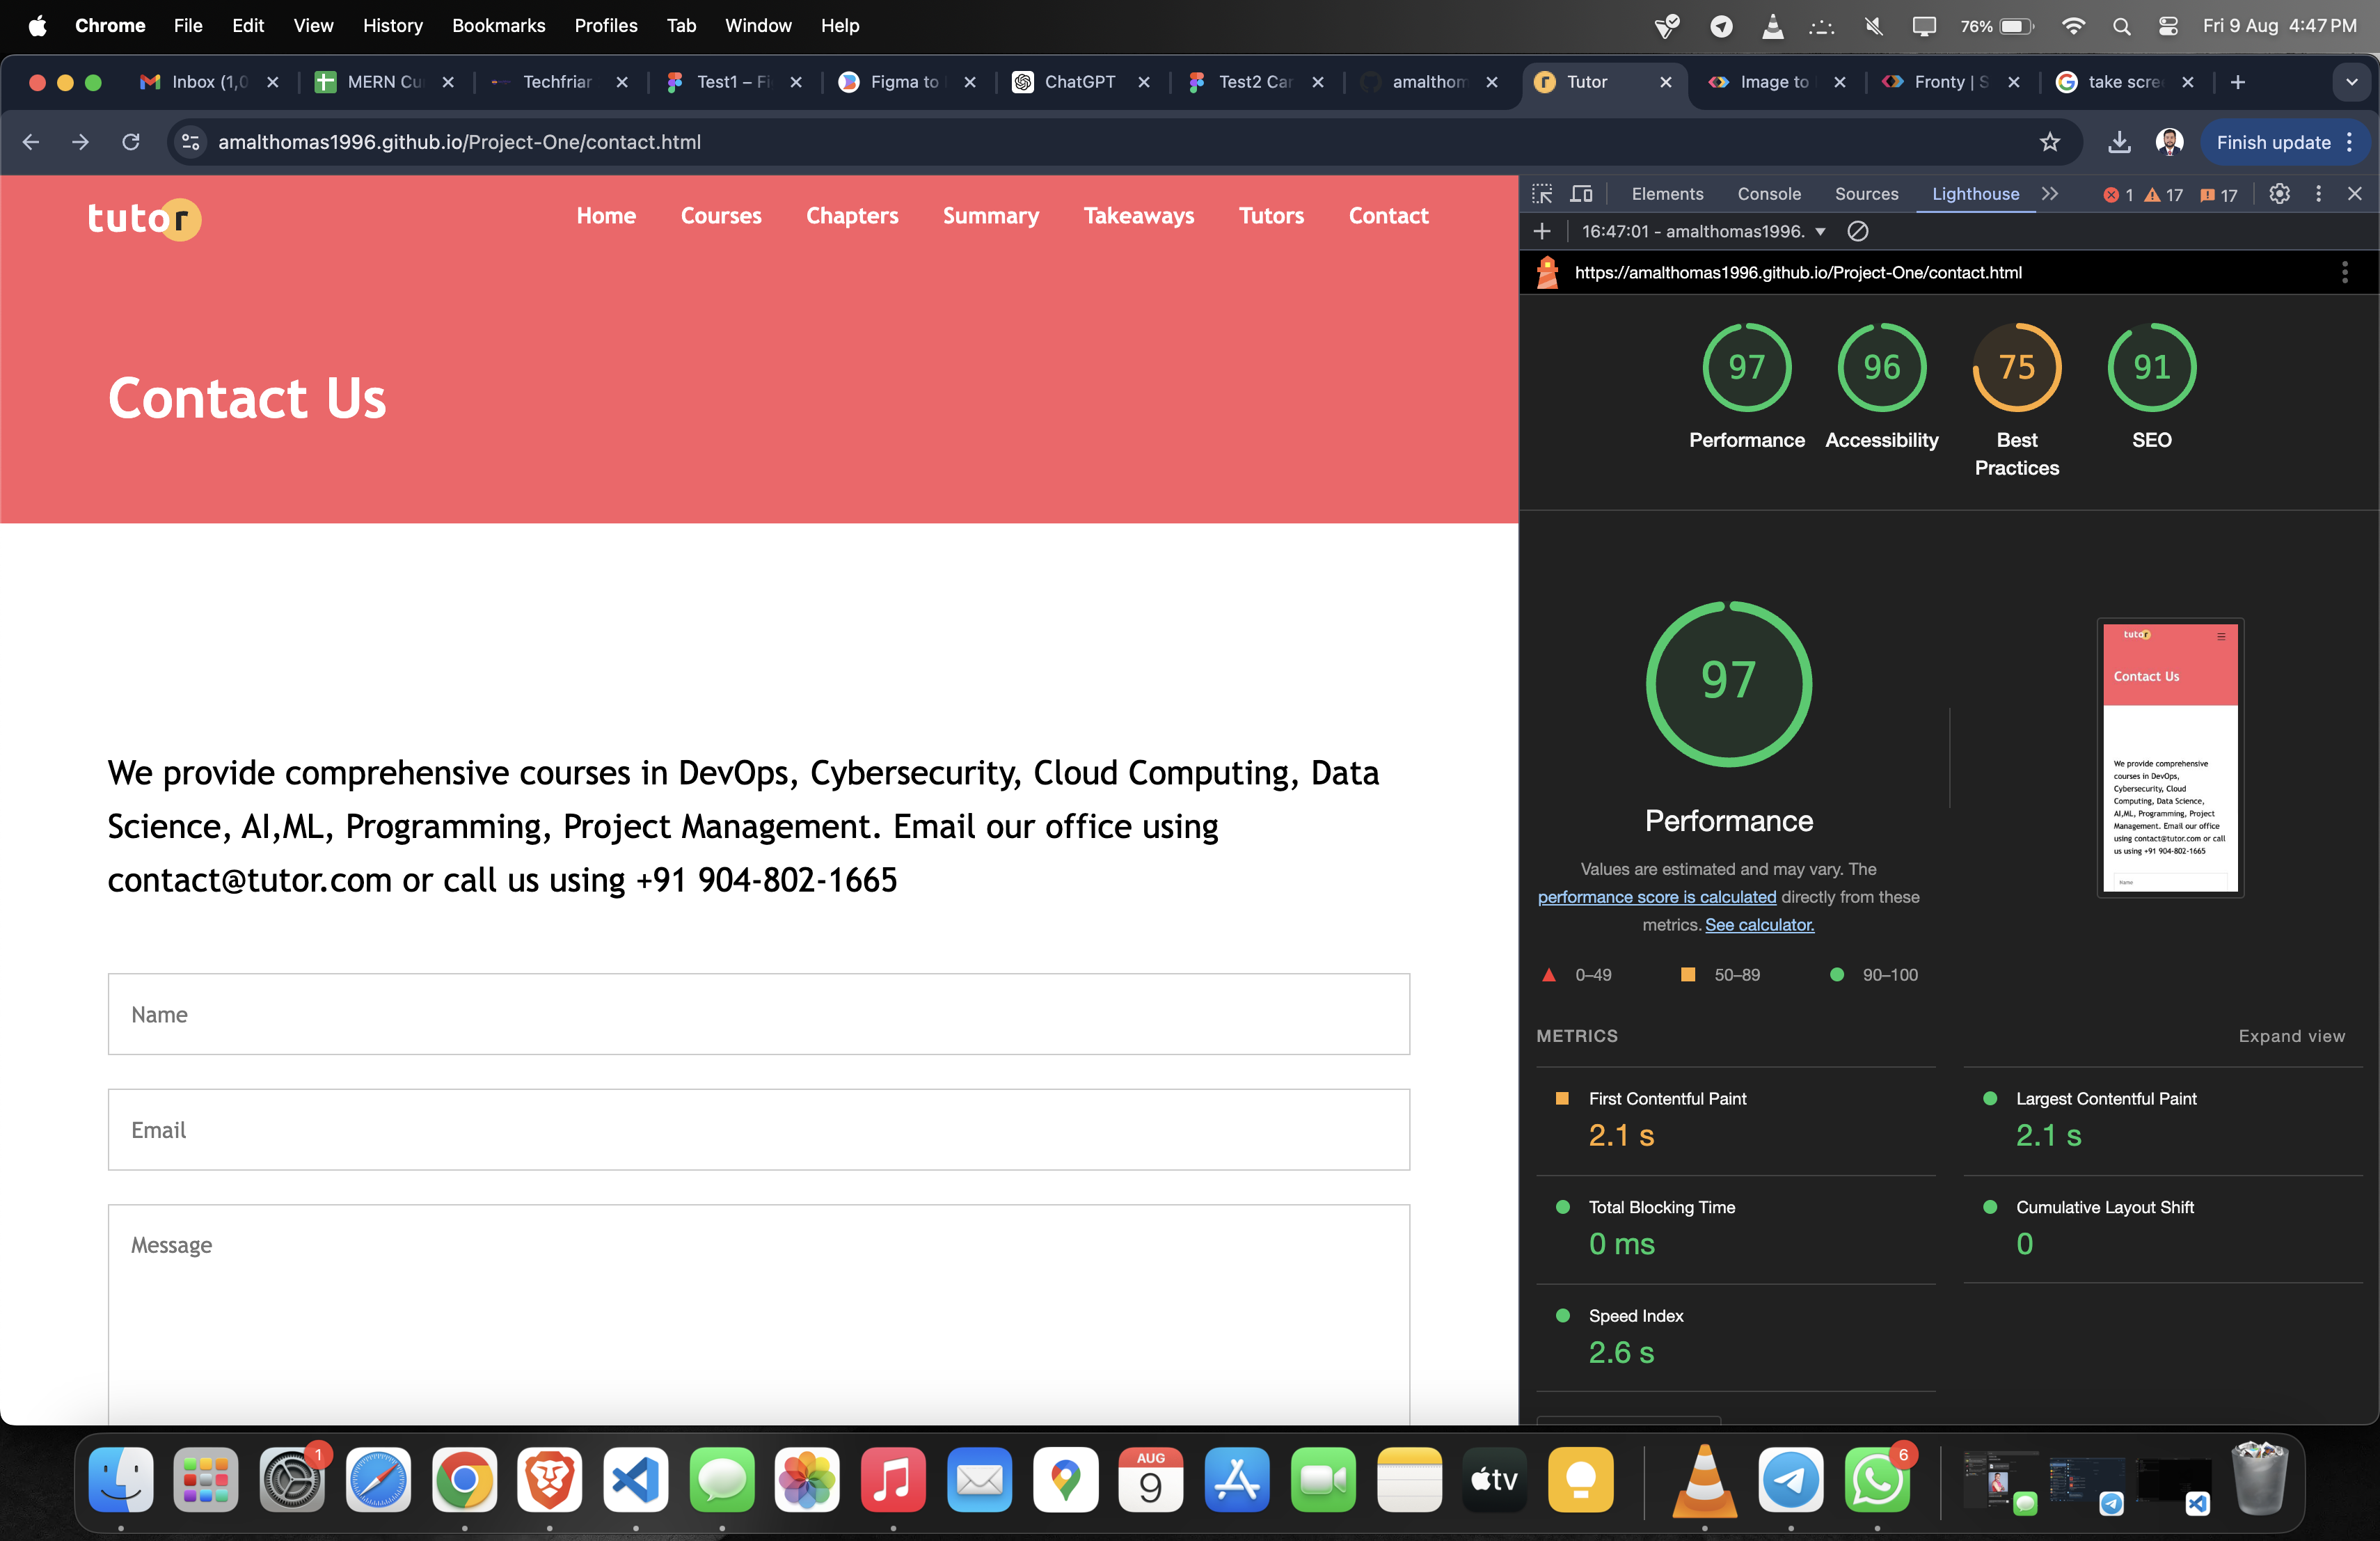 Chrome File Edit View History Bookmarks Profiles Tab Window Help 76% Fri 9 Aug 4:47 PM
Inbox (1,0 MERN Cu Techfriar Test1 – Fi Figma to ChatGPT Test2 Car amalthom Tutor Image to Fronty | S take scre
amalthomas1996.github.io/Project-One/contact.html Finish update
tutor Home Courses Chapters Summary Takeaways Tutors Contact
Contact Us
We provide comprehensive courses in DevOps, Cybersecurity, Cloud Computing, Data
Science, AI,ML, Programming, Project Management. Email our office using
contact@tutor.com or call us using +91 904-802-1665
Name
Email
Message
Elements Console Sources Lighthouse 1 17 17
16:47:01 - amalthomas1996.
https://amalthomas1996.github.io/Project-One/contact.html
97 96 75 91
Performance Accessibility Best Practices SEO
97
Performance
Values are estimated and may vary. The
performance score is calculated directly from these
metrics. See calculator.
0–49 50–89 90–100
tutor
Contact Us
We provide comprehensive
courses in DevOps,
Cybersecurity, Cloud
Computing, Data Science,
AI,ML, Programming, Project
Management. Email our office
using contact@tutor.com or call
us using +91 904-802-1665
Name
METRICS Expand view
First Contentful Paint
2.1 s
Largest Contentful Paint
2.1 s
Total Blocking Time
0 ms
Cumulative Layout Shift
0
Speed Index
2.6 s
1
AUG
9
tv
6